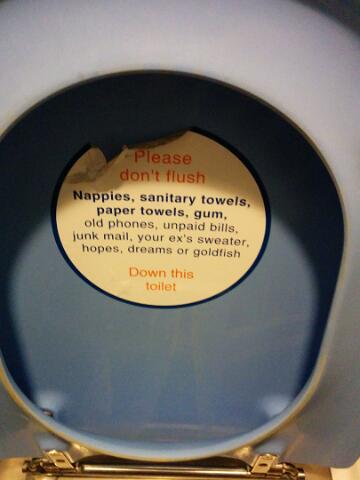 Please
don't flush
Nappies, sanitary towels,
paper towels, gum,
old phones, unpaid bills,
junk mail, your ex's sweater,
hopes, dreams or goldfish
Down this
toilet